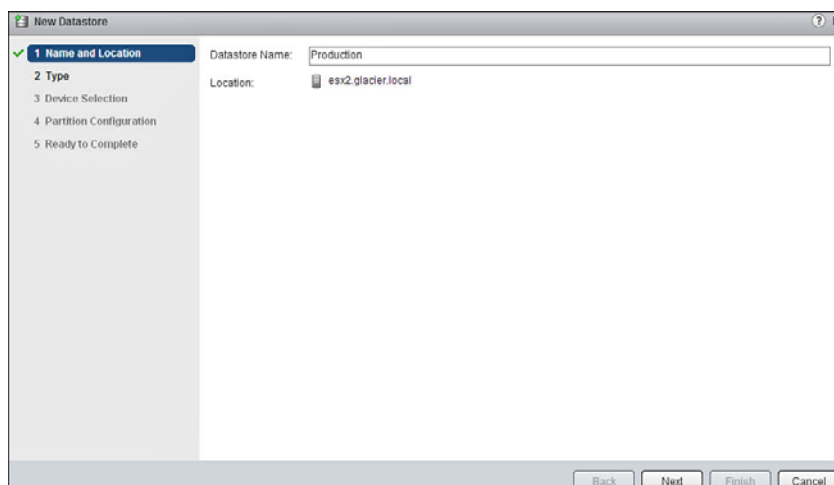 New Datastore
?
1 Name and Location
2 Type
3 Device Selection
4 Partition Configuration
5 Ready to Complete
Datastore Name: Production
Location: esx2.glacier.local
Back Next Finish Cancel